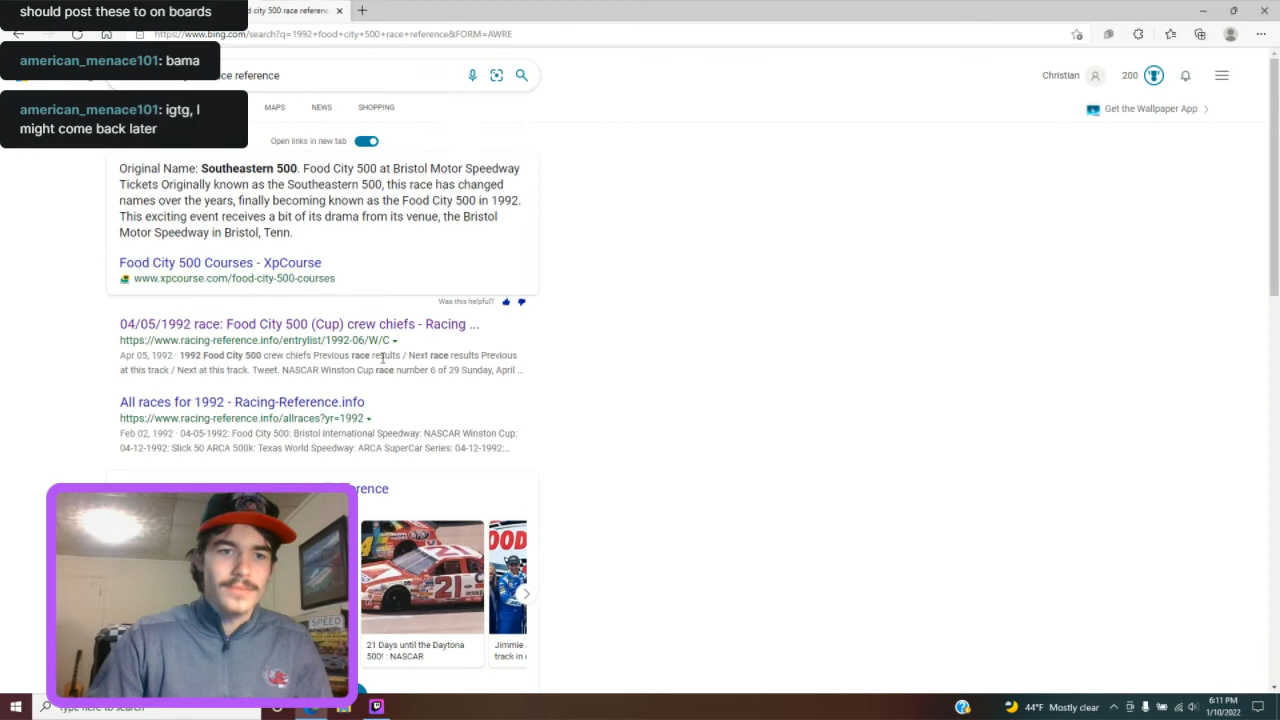 should post these to on boards
american_menace101: bama
american_menace101: igtg, I
might come back later
d city 500 race referenc
https://www.bing.com/search?q=1992+food+city+500+race+reference&FORM=AWRE
ce reference
Christian
200
MAPS
NEWS
SHOPPING
Get the Wallpaper App
Open links in new tab
Original Name: Southeastern 500. Food City 500 at Bristol Motor Speedway
Tickets Originally known as the Southeastern 500, this race has changed
names over the years, finally becoming known as the Food City 500 in 1992.
This exciting event receives a bit of its drama from its venue, the Bristol
Motor Speedway in Bristol, Tenn.
Food City 500 Courses - XpCourse
www.xpcourse.com/food-city-500-courses
Was this helpful?
04/05/1992 race: Food City 500 (Cup) crew chiefs - Racing ...
https://www.racing-reference.info/entrylist/1992-06/W/C
Apr 05, 1992 · 1992 Food City 500 crew chiefs Previous race results / Next race results Previous
at this track / Next at this track. Tweet. NASCAR Winston Cup race number 6 of 29 Sunday, April ...
All races for 1992 - Racing-Reference.info
https://www.racing-reference.info/allraces?yr=1992
Feb 02, 1992 · 04-05-1992: Food City 500: Bristol International Speedway: NASCAR Winston Cup:
04-12-1992: Slick 50 ARCA 500k: Texas World Speedway: ARCA SuperCar Series: 04-12-1992:...
ference
21
OOD
SPEED
21 Days until the Daytona
500! : NASCAR
Jimmie
track in
Type here to search
44°F Mostly clear
6:11 PM
1/10/2022